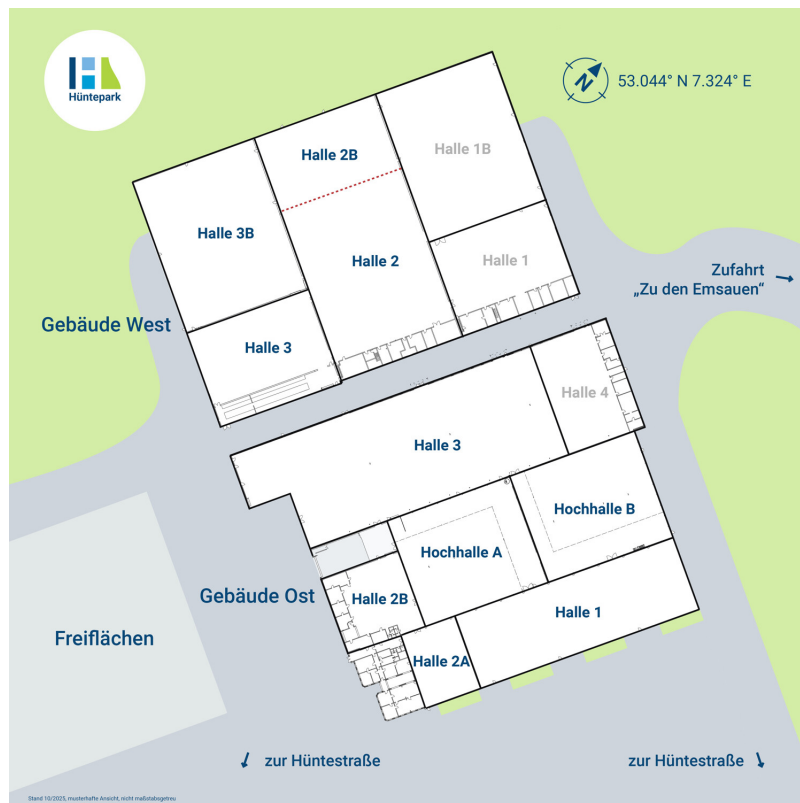 Hüntepark
N
53.044° N 7.324° E
Halle 2B
Halle 1B
Halle 3B
Halle 2
Halle 1
Zufahrt
„Zu den Emsauen“
Gebäude West
Halle 3
Halle 4
Halle 3
Hochhalle B
Hochhalle A
Gebäude Ost
Halle 2B
Halle 1
Freiflächen
Halle 2A
zur Hüntestraße
zur Hüntestraße
Stand 10/2025, musterhafte Ansicht, nicht maßstabsgetreu